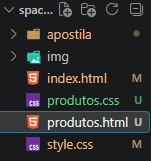 spac...
apostila
img
index.html U
produtos.css U
produtos.html U
style.css U